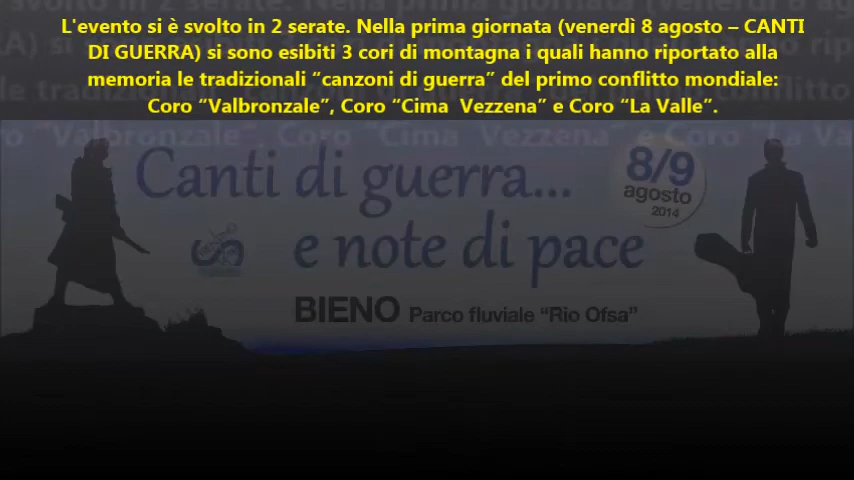 L'evento si è svolto in 2 serate. Nella prima giornata (venerdì 8 agosto – CANTI
DI GUERRA) si sono esibiti 3 cori di montagna i quali hanno riportato alla
memoria le tradizionali “canzoni di guerra” del primo conflitto mondiale:
Coro “Valbronzale”, Coro “Cima  Vezzena” e Coro “La Valle”.
Canti di guerra...
8/9
agosto
2014
e note di pace
BIENO Parco fluviale “Rio Ofsa”